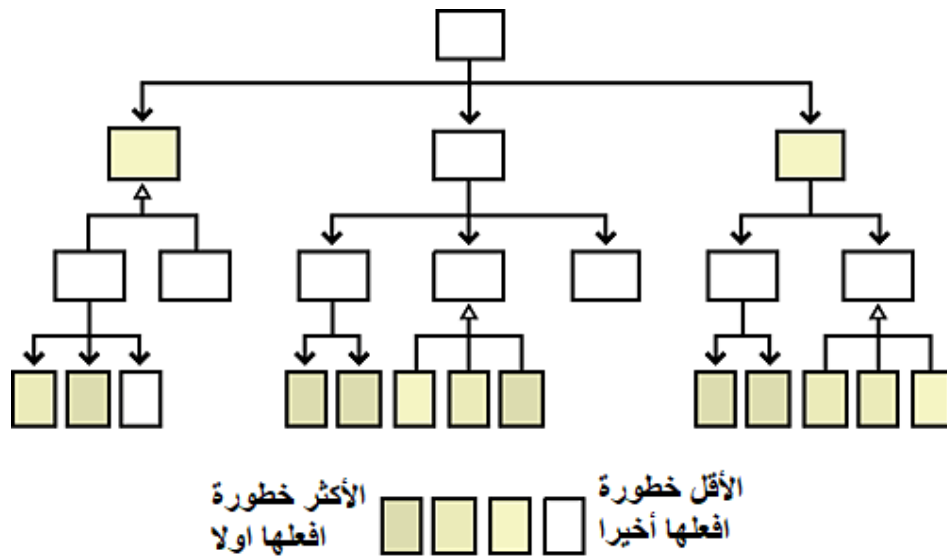 الأقل خطورة
افعلها أخيرا
الأكثر خطورة
افعلها اولا